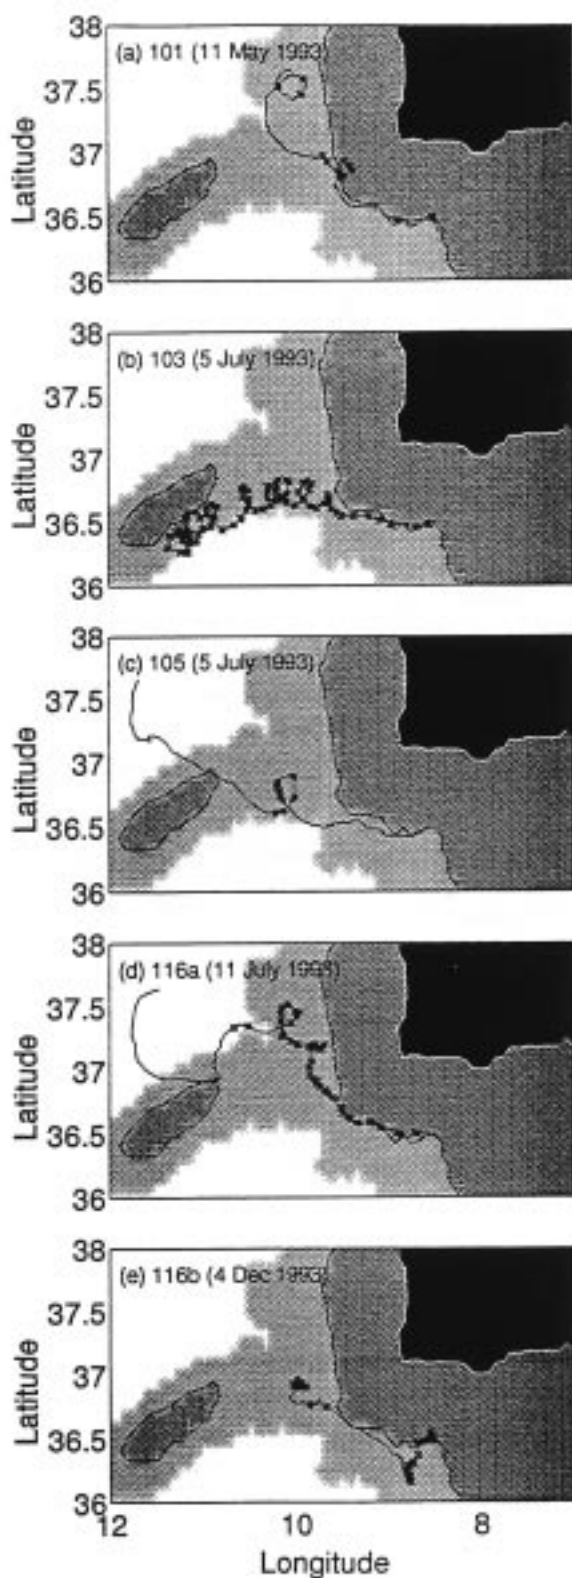 38
(a) 101 (11 May 1993)
37.5
37
36.5
36
Latitude
38
(b) 103 (5 July 1993)
37.5
37
36.5
36
Latitude
38
(c) 105 (5 July 1993)
37.5
37
36.5
36
Latitude
38
(d) 116a (11 July 1993)
37.5
37
36.5
36
Latitude
38
(e) 116b (4 Dec 1993)
37.5
37
36.5
36
Latitude
12 10 8
Longitude